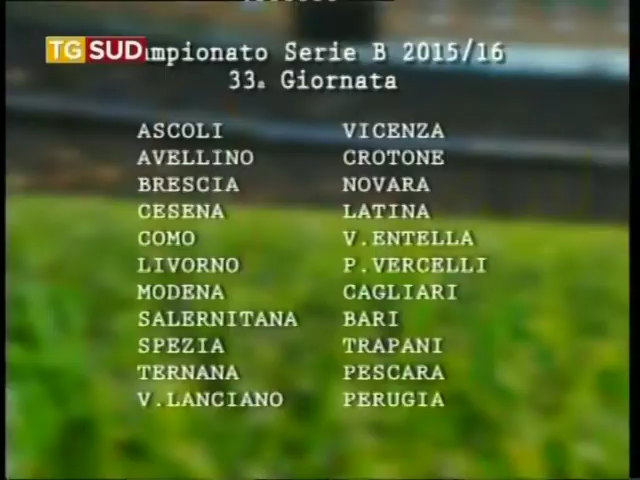 TG SUD mpionato Serie B 2015/16
33a Giornata
ASCOLI VICENZA
AVELLINO CROTONE
BRESCIA NOVARA
CESENA LATINA
COMO V.ENTELLA
LIVORNO P.VERCELLI
MODENA CAGLIARI
SALERNITANA BARI
SPEZIA TRAPANI
TERNANA PESCARA
V.LANCIANO PERUGIA